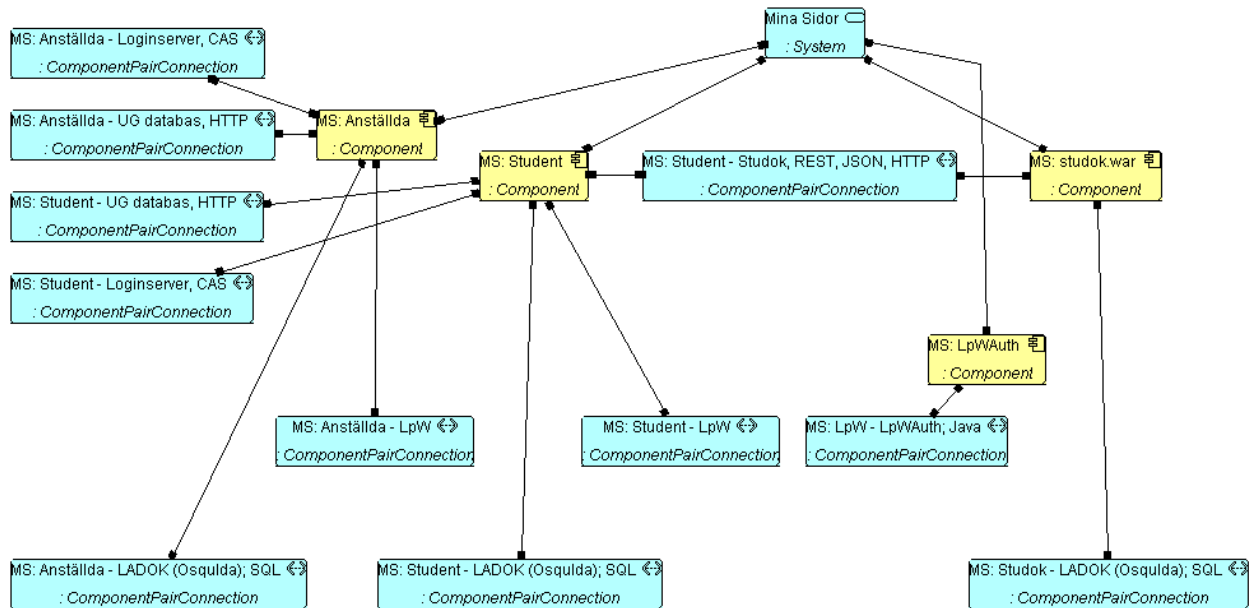 Mina Sidor
: System
MS: Anställda - Loginserver, CAS
: ComponentPairConnection
MS: Anställda - UG databas, HTTP
: ComponentPairConnection
MS: Anställda
: Component
MS: Student
: Component
MS: Student - Studok, REST, JSON, HTTP
: ComponentPairConnection
MS: studok.war
: Component
MS: Student - UG databas, HTTP
: ComponentPairConnection
MS: Student - Loginserver, CAS
: ComponentPairConnection
MS: LpWAuth
: Component
MS: Anställda - LpW
: ComponentPairConnection
MS: Student - LpW
: ComponentPairConnection
MS: LpW - LpWAuth; Java
: ComponentPairConnection
MS: Anställda - LADOK (Osqulda); SQL
: ComponentPairConnection
MS: Student - LADOK (Osqulda); SQL
: ComponentPairConnection
MS: Studok - LADOK (Osqulda); SQL
: ComponentPairConnection